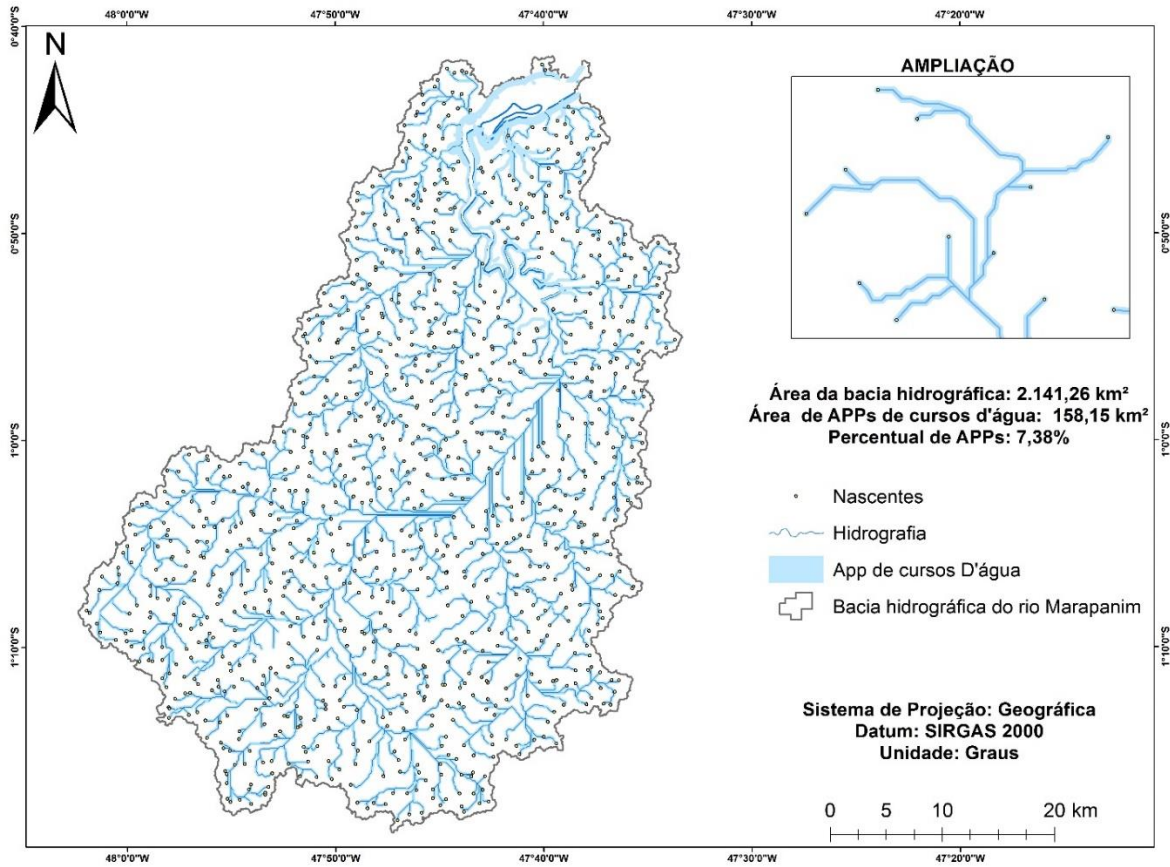 48°0'0"W 47°50'0"W 47°40'0"W 47°30'0"W 47°20'0"W
0°40'0"S
N
AMPLIAÇÃO
0°50'0"S 0°50'0"S
Área da bacia hidrográfica: 2.141,26 km²
Área de APPs de cursos d'água: 158,15 km²
Percentual de APPs: 7,38%
1°0'0"S 1°0'0"S
Nascentes
Hidrografia
App de cursos D'água
Bacia hidrográfica do rio Marapanim
1°10'0"S 1°10'0"S
Sistema de Projeção: Geográfica
Datum: SIRGAS 2000
Unidade: Graus
0 5 10 20 km
48°0'0"W 47°50'0"W 47°40'0"W 47°30'0"W 47°20'0"W